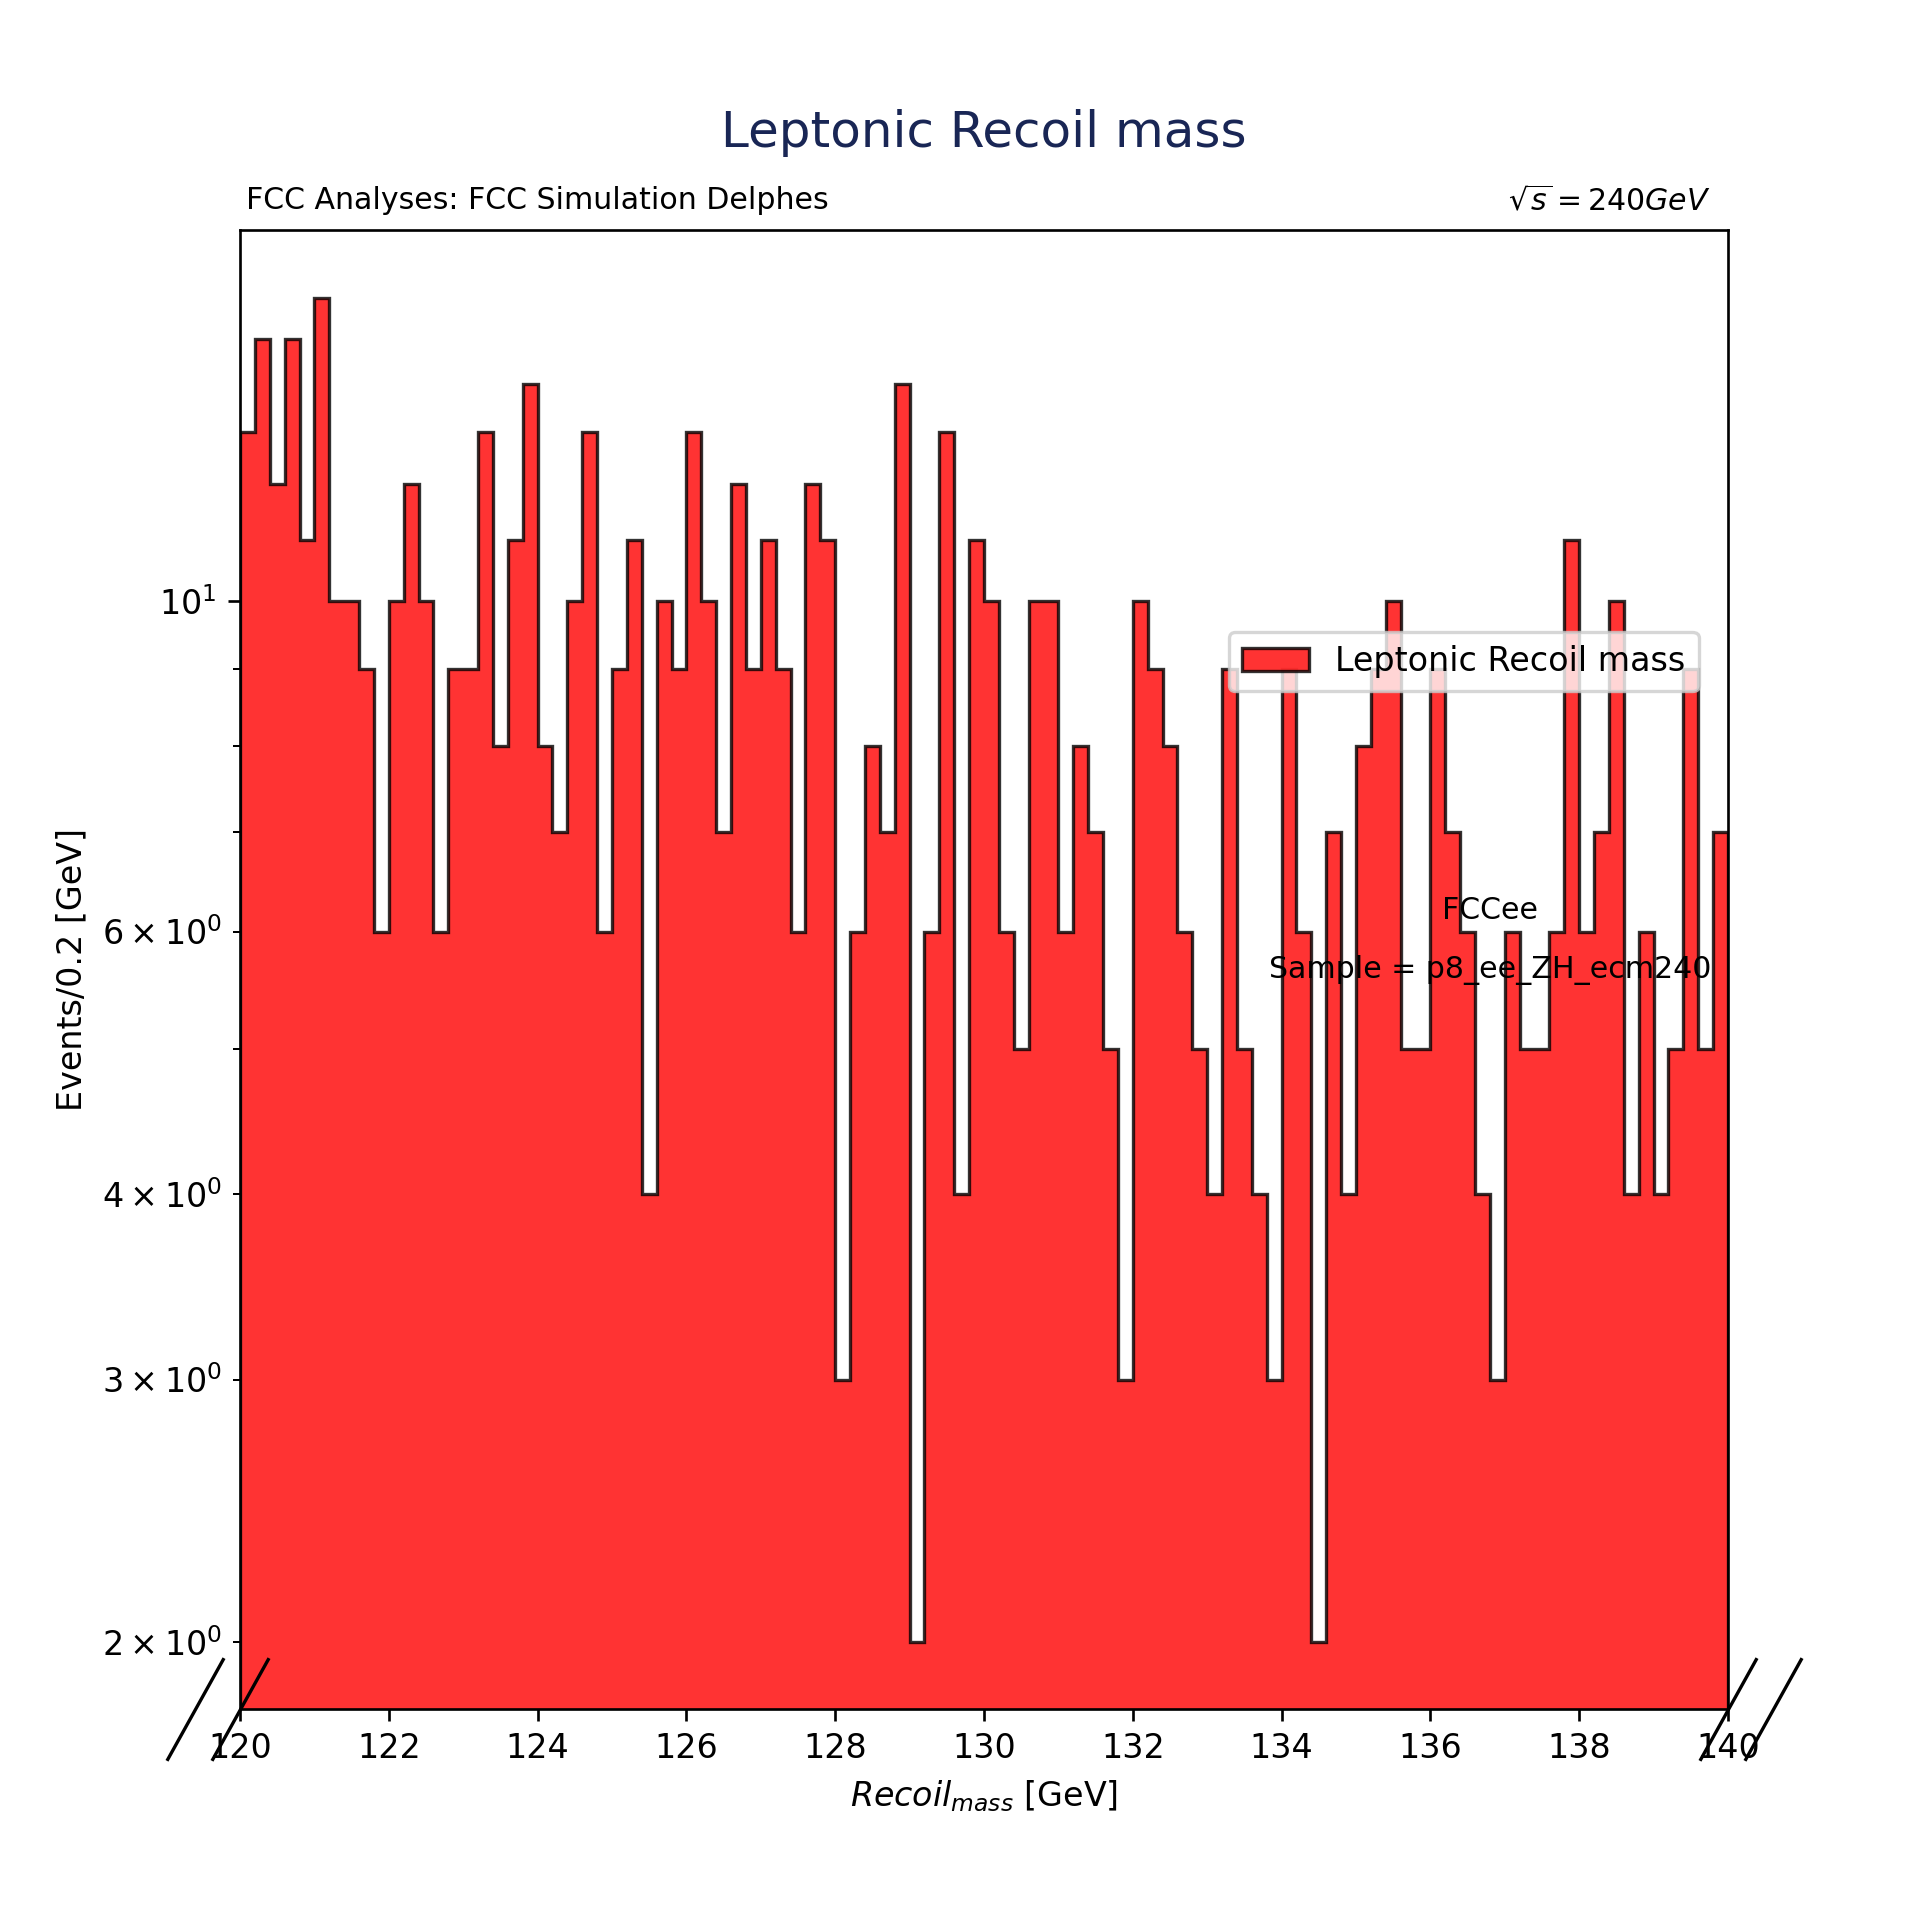 Leptonic Recoil mass
FCC Analyses: FCC Simulation Delphes
√s = 240GeV
10¹
Leptonic Recoil mass
Events/0.2 [GeV]
6 × 10⁰
FCCee
Sample = p8_ee_ZH_ecm240
4 × 10⁰
3 × 10⁰
2 × 10⁰
120 122 124 126 128 130 132 134 136 138 140
Recoil_mass [GeV]